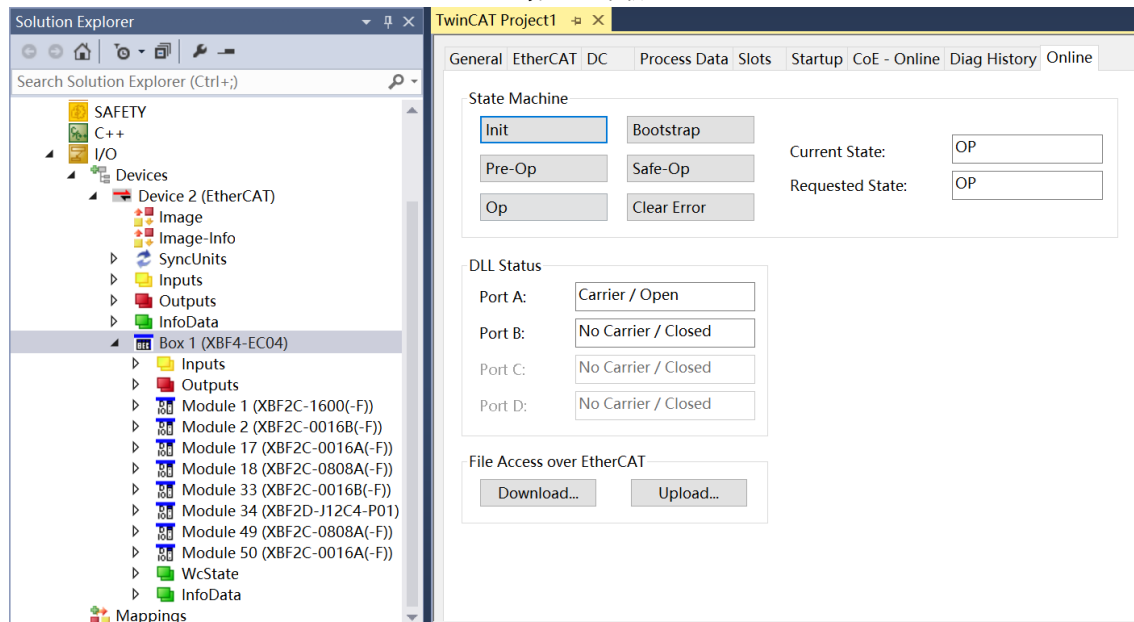 Solution Explorer
Search Solution Explorer (Ctrl+;)
SAFETY
C++
I/O
Devices
Device 2 (EtherCAT)
Image
Image-Info
SyncUnits
Inputs
Outputs
InfoData
Box 1 (XBF4-EC04)
Inputs
Outputs
Module 1 (XBF2C-1600(-F))
Module 2 (XBF2C-0016B(-F))
Module 17 (XBF2C-0016A(-F))
Module 18 (XBF2C-0808A(-F))
Module 33 (XBF2C-0016B(-F))
Module 34 (XBF2D-J12C4-P01)
Module 49 (XBF2C-0808A(-F))
Module 50 (XBF2C-0016A(-F))
WcState
InfoData
Mappings
TwinCAT Project1
General EtherCAT DC Process Data Slots Startup CoE - Online Diag History Online
State Machine
Init Bootstrap
Pre-Op Safe-Op
Op Clear Error
Current State: OP
Requested State: OP
DLL Status
Port A: Carrier / Open
Port B: No Carrier / Closed
Port C: No Carrier / Closed
Port D: No Carrier / Closed
File Access over EtherCAT
Download... Upload...